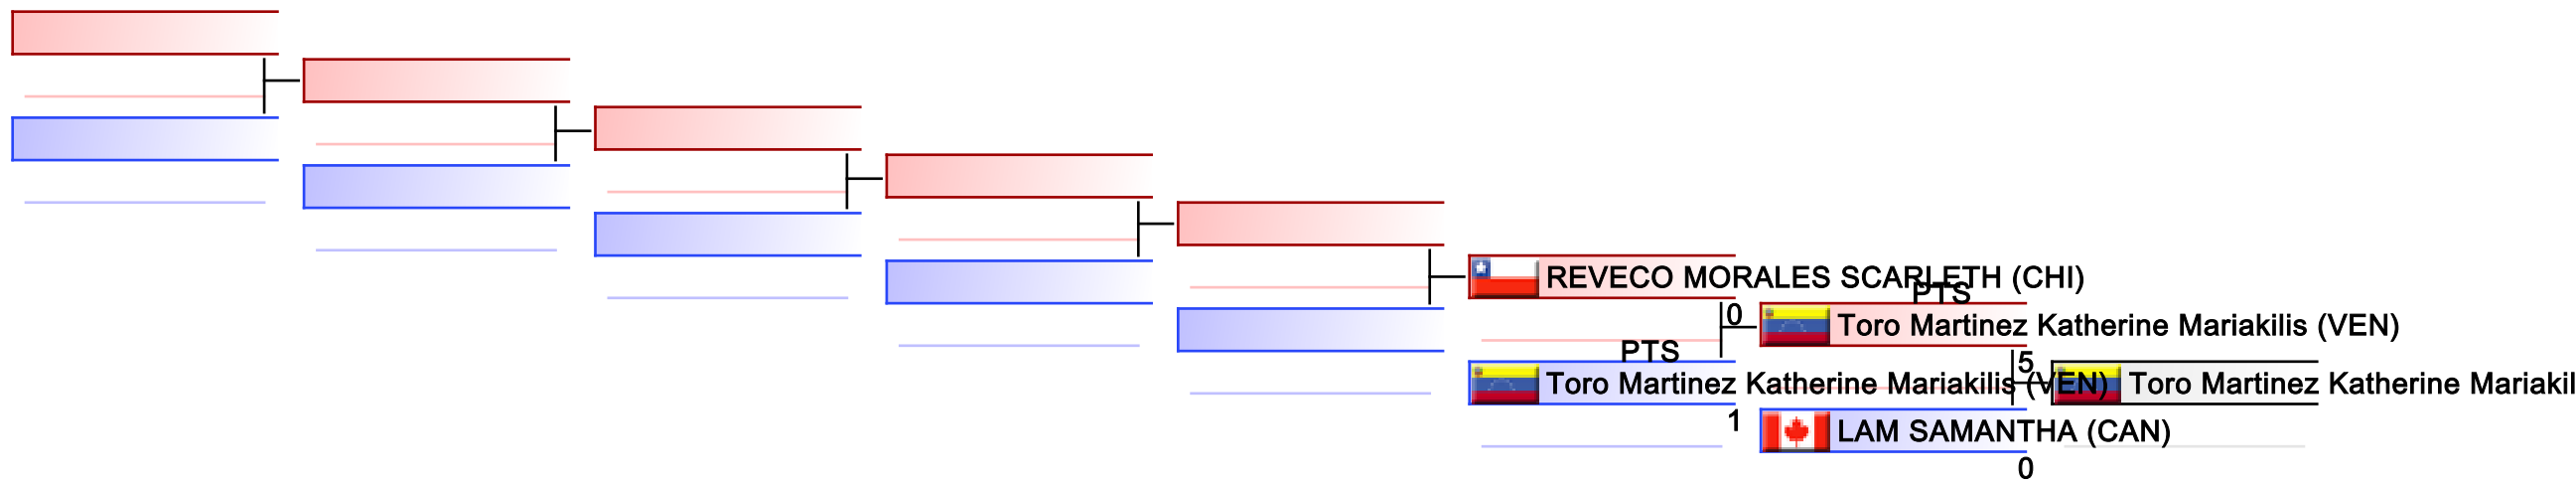 REVECO MORALES SCARLETH (CHI)
PTS
0
Toro Martinez Katherine Mariakilis (VEN)
PTS
5
Toro Martinez Katherine Mariakilis (VEN)
Toro Martinez Katherine Mariakil
1
LAM SAMANTHA (CAN)
0